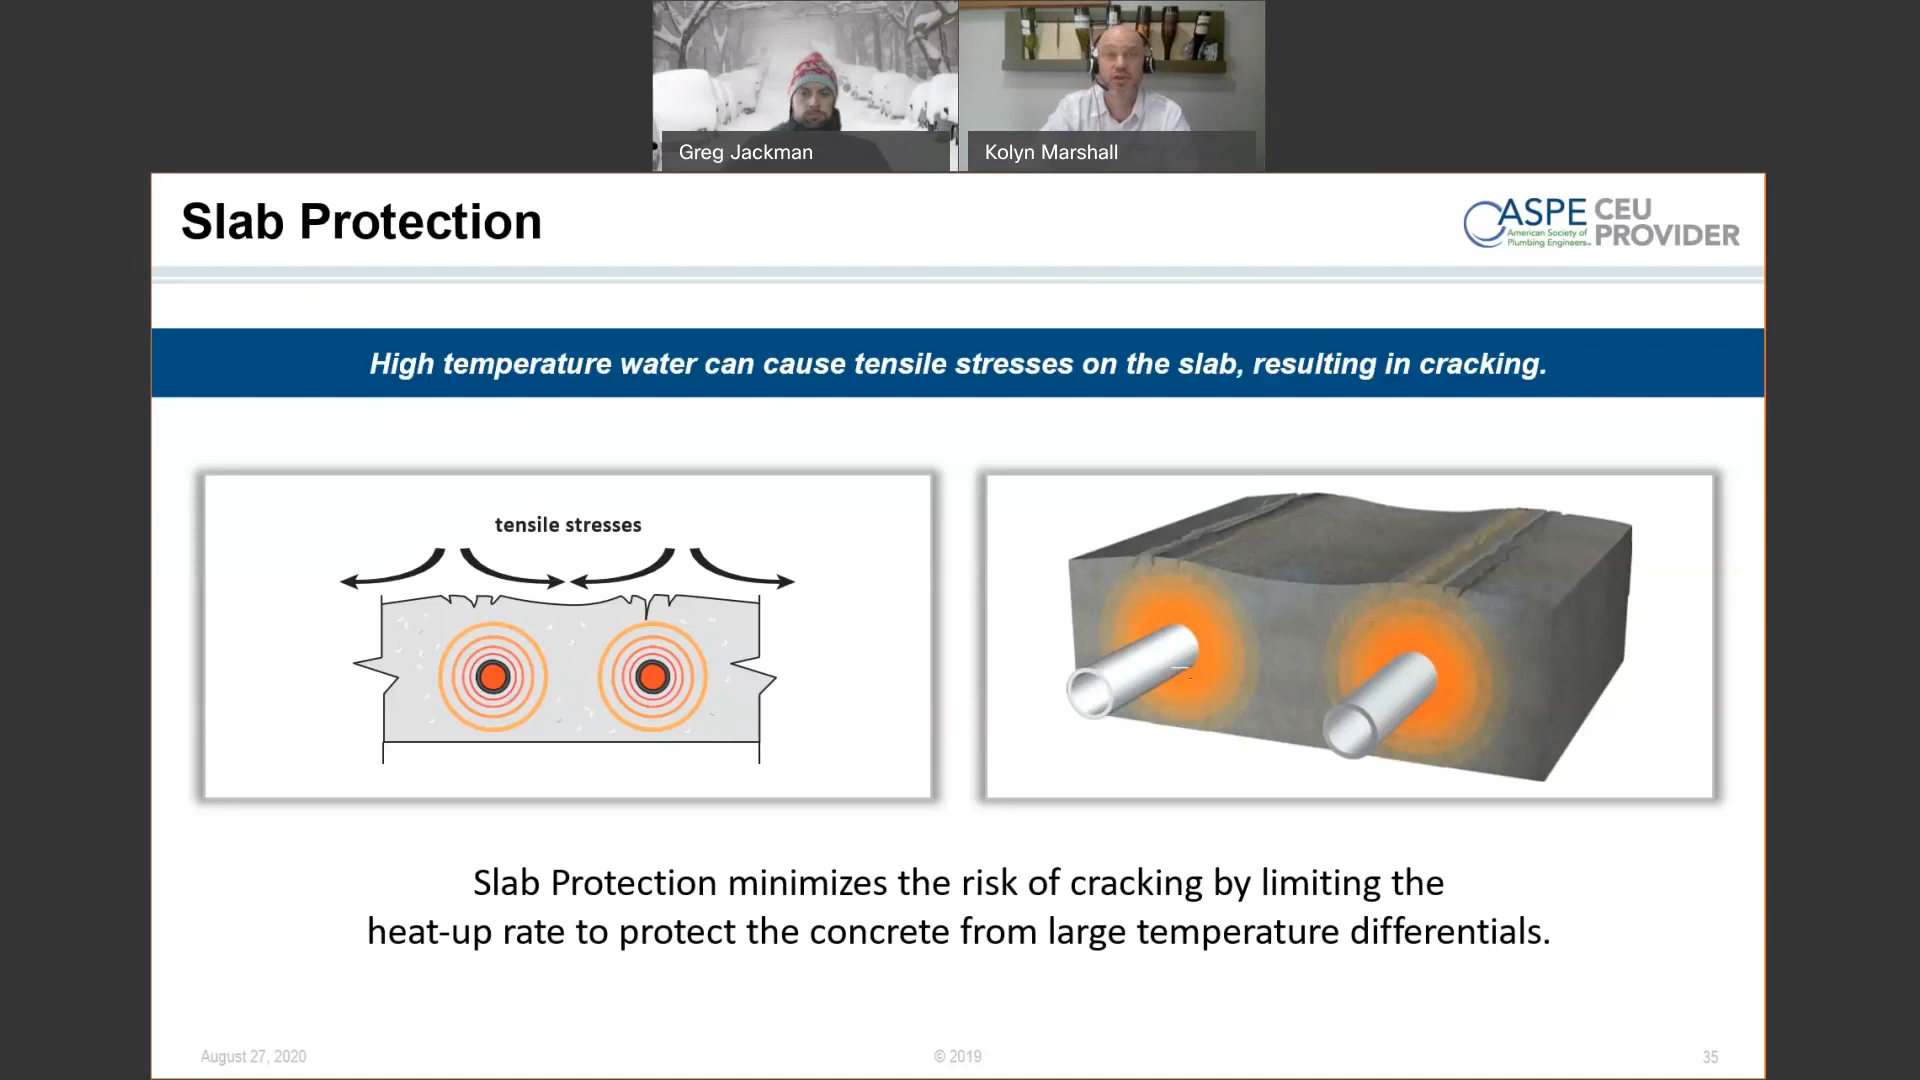 Greg Jackman
Kolyn Marshall
Slab Protection
ASPE CEU
American Society of
Plumbing Engineers
PROVIDER
High temperature water can cause tensile stresses on the slab, resulting in cracking.
tensile stresses
Slab Protection minimizes the risk of cracking by limiting the
heat-up rate to protect the concrete from large temperature differentials.
August 27, 2020
© 2019
35